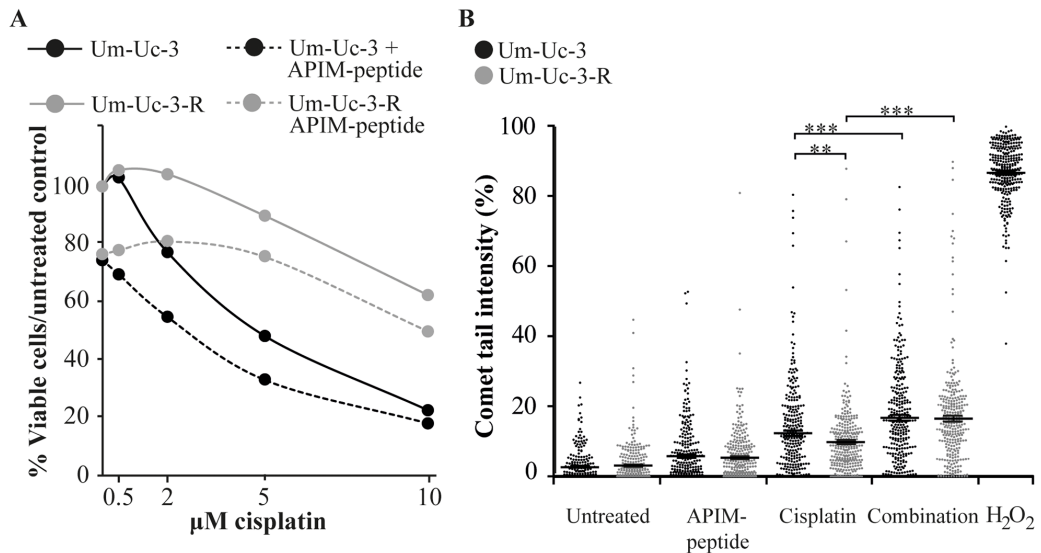 A
Um-Uc-3
Um-Uc-3 +
APIM-peptide
Um-Uc-3-R
Um-Uc-3-R
APIM-peptide
% Viable cells/untreated control
100
80
60
40
20
0
0.5
2
5
10
µM cisplatin
B
Um-Uc-3
Um-Uc-3-R
Comet tail intensity (%)
100
80
60
40
20
0
***
***
**
Untreated
APIM-
peptide
Cisplatin
Combination
H2O2